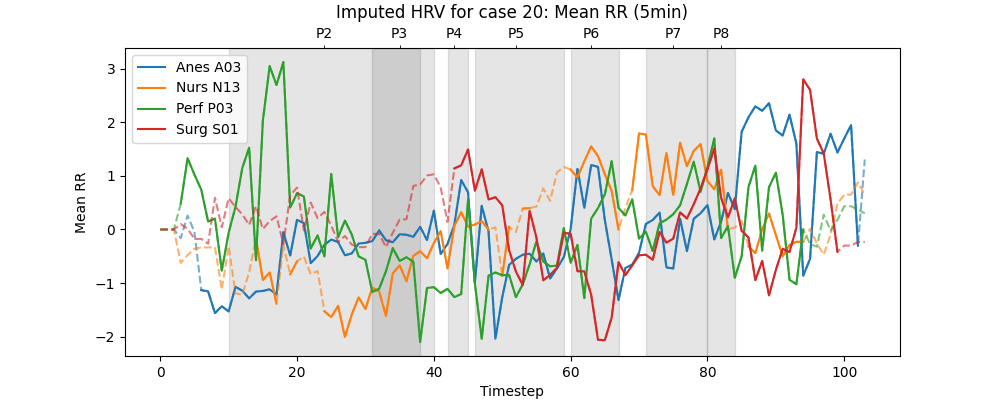 Imputed HRV for case 20: Mean RR (5min)
P2 P3 P4 P5 P6 P7 P8
Anes A03
Nurs N13
Perf P03
Surg S01
3
2
1
0
−1
−2
Mean RR
0 20 40 60 80 100
Timestep